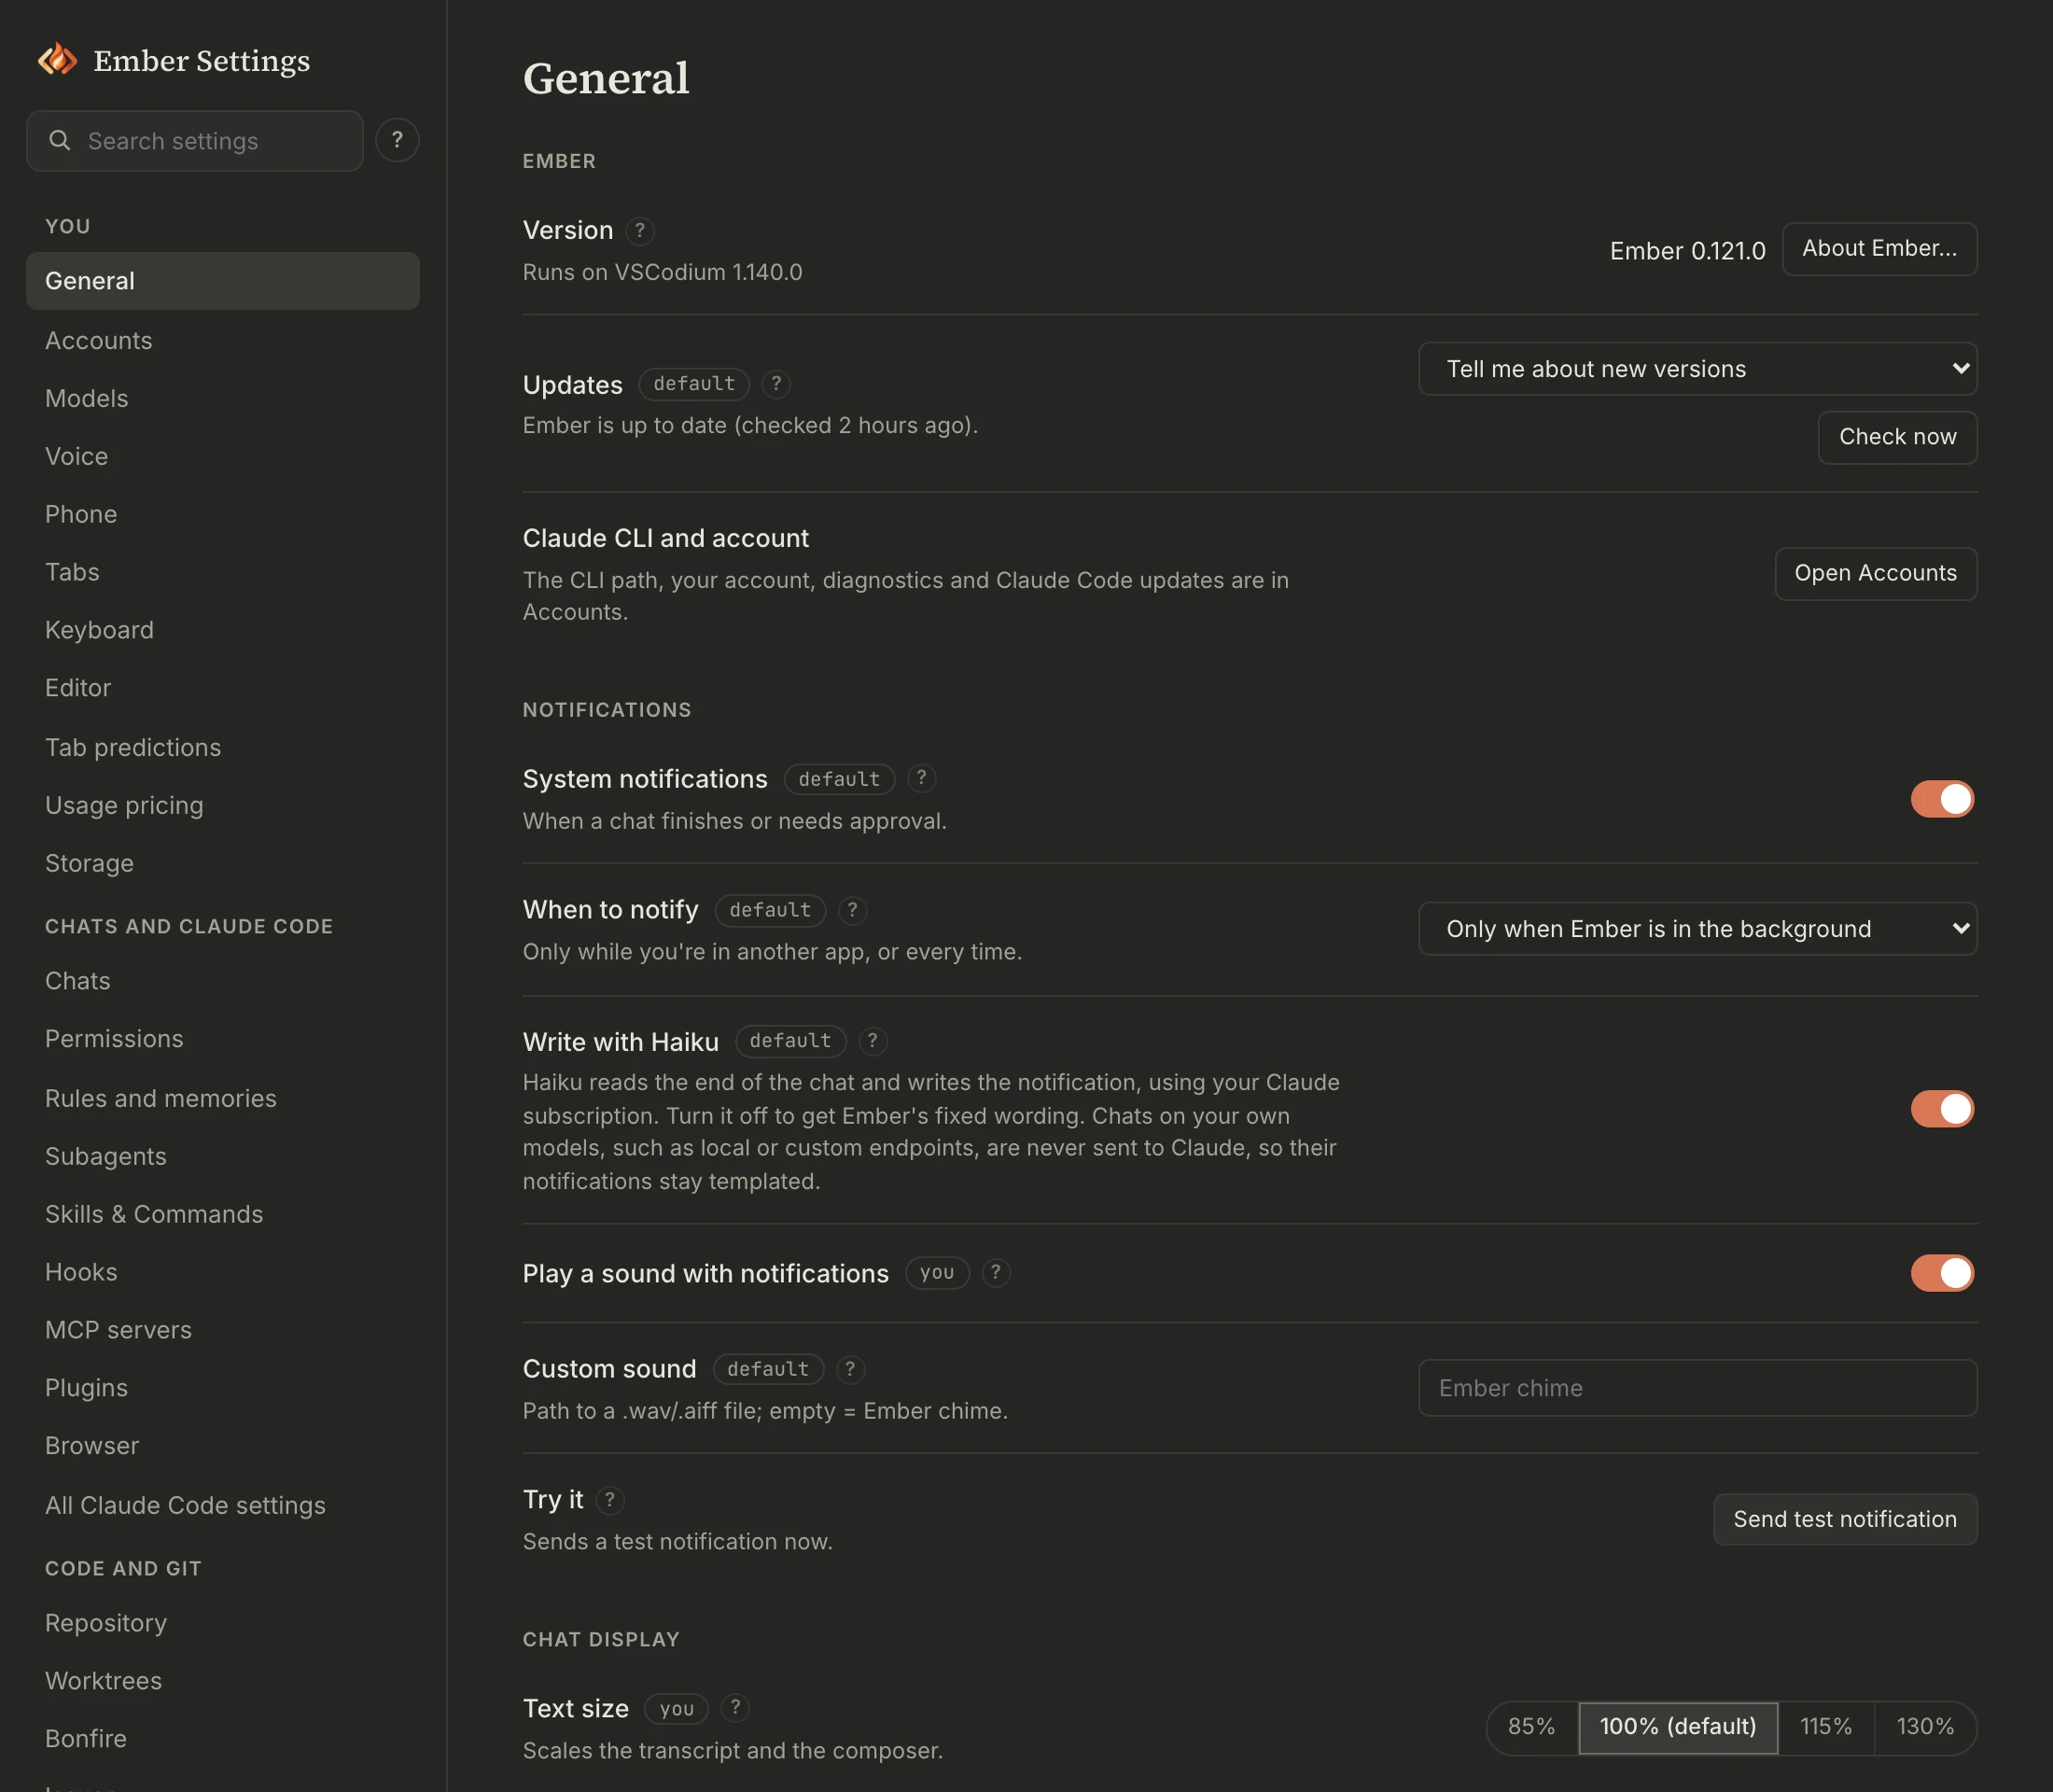 Ember Settings
Search settings
?
YOU
General
Accounts
Models
Voice
Phone
Tabs
Keyboard
Editor
Tab predictions
Usage pricing
Storage
CHATS AND CLAUDE CODE
Chats
Permissions
Rules and memories
Subagents
Skills & Commands
Hooks
MCP servers
Plugins
Browser
All Claude Code settings
CODE AND GIT
Repository
Worktrees
Bonfire
General
EMBER
Version ?
Runs on VSCodium 1.140.0
Ember 0.121.0 About Ember...
Updates default ?
Ember is up to date (checked 2 hours ago).
Tell me about new versions
Check now
Claude CLI and account
The CLI path, your account, diagnostics and Claude Code updates are in
Accounts.
Open Accounts
NOTIFICATIONS
System notifications default ?
When a chat finishes or needs approval.
When to notify default ?
Only while you're in another app, or every time.
Only when Ember is in the background
Write with Haiku default ?
Haiku reads the end of the chat and writes the notification, using your Claude
subscription. Turn it off to get Ember's fixed wording. Chats on your own
models, such as local or custom endpoints, are never sent to Claude, so their
notifications stay templated.
Play a sound with notifications you ?
Custom sound default ?
Path to a .wav/.aiff file; empty = Ember chime.
Ember chime
Try it ?
Sends a test notification now.
Send test notification
CHAT DISPLAY
Text size you ?
Scales the transcript and the composer.
85% 100% (default) 115% 130%